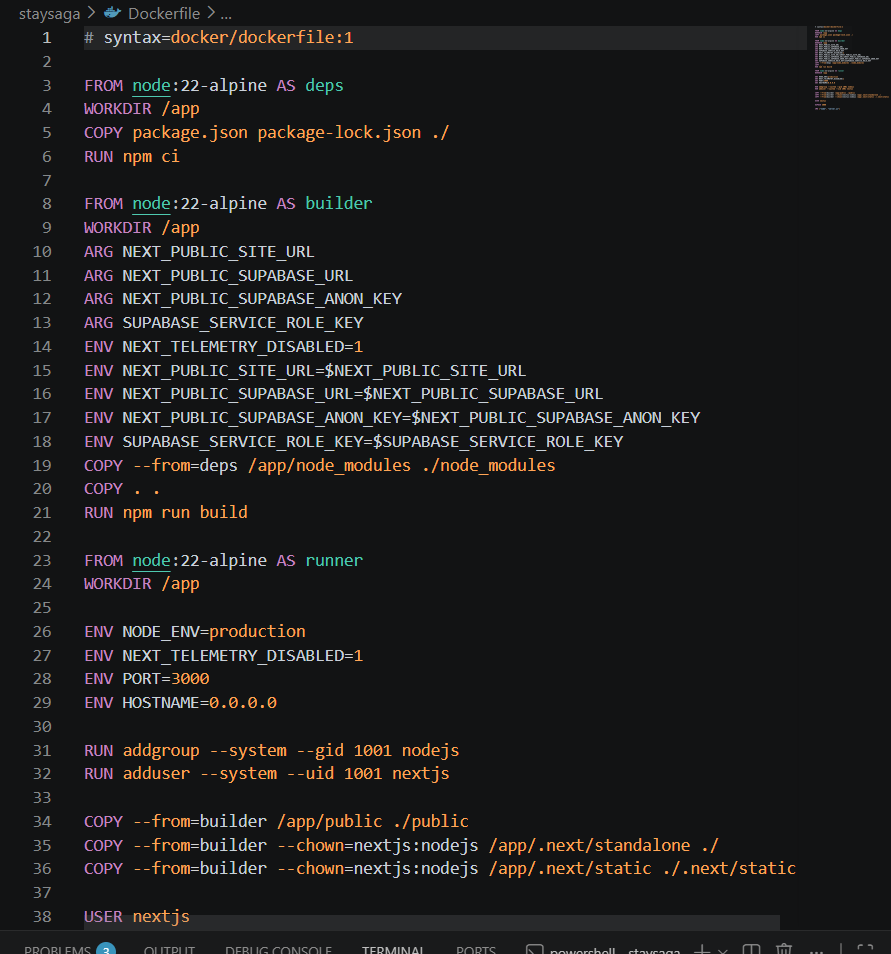 staysaga > Dockerfile > ...
1 # syntax=docker/dockerfile:1
2
3 FROM node:22-alpine AS deps
4 WORKDIR /app
5 COPY package.json package-lock.json ./
6 RUN npm ci
7
8 FROM node:22-alpine AS builder
9 WORKDIR /app
10 ARG NEXT_PUBLIC_SITE_URL
11 ARG NEXT_PUBLIC_SUPABASE_URL
12 ARG NEXT_PUBLIC_SUPABASE_ANON_KEY
13 ARG SUPABASE_SERVICE_ROLE_KEY
14 ENV NEXT_TELEMETRY_DISABLED=1
15 ENV NEXT_PUBLIC_SITE_URL=$NEXT_PUBLIC_SITE_URL
16 ENV NEXT_PUBLIC_SUPABASE_URL=$NEXT_PUBLIC_SUPABASE_URL
17 ENV NEXT_PUBLIC_SUPABASE_ANON_KEY=$NEXT_PUBLIC_SUPABASE_ANON_KEY
18 ENV SUPABASE_SERVICE_ROLE_KEY=$SUPABASE_SERVICE_ROLE_KEY
19 COPY --from=deps /app/node_modules ./node_modules
20 COPY . .
21 RUN npm run build
22
23 FROM node:22-alpine AS runner
24 WORKDIR /app
25
26 ENV NODE_ENV=production
27 ENV NEXT_TELEMETRY_DISABLED=1
28 ENV PORT=3000
29 ENV HOSTNAME=0.0.0.0
30
31 RUN addgroup --system --gid 1001 nodejs
32 RUN adduser --system --uid 1001 nextjs
33
34 COPY --from=builder /app/public ./public
35 COPY --from=builder --chown=nextjs:nodejs /app/.next/standalone ./
36 COPY --from=builder --chown=nextjs:nodejs /app/.next/static ./.next/static
37
38 USER nextjs
PROBLEMS 3 OUTPUT DEBUG CONSOLE TERMINAL PORTS powershell - staysaga